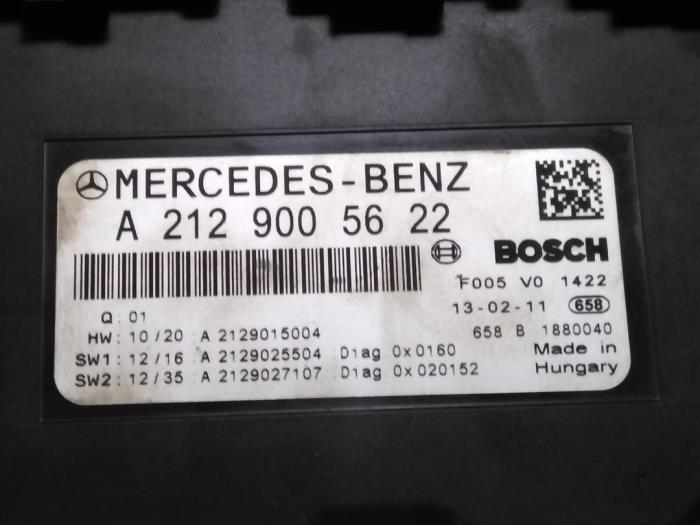 MERCEDES-BENZ
A 212 900 56 22
BOSCH
F005 V0 1422
Q: 01
13-02-11 658
HW: 10/20 A 2129015004
658 B 1880040
SW1: 12/16 A 2129025504 Diag 0x0160
Made in
SW2: 12/35 A 2129027107 Diag 0x020152
Hungary